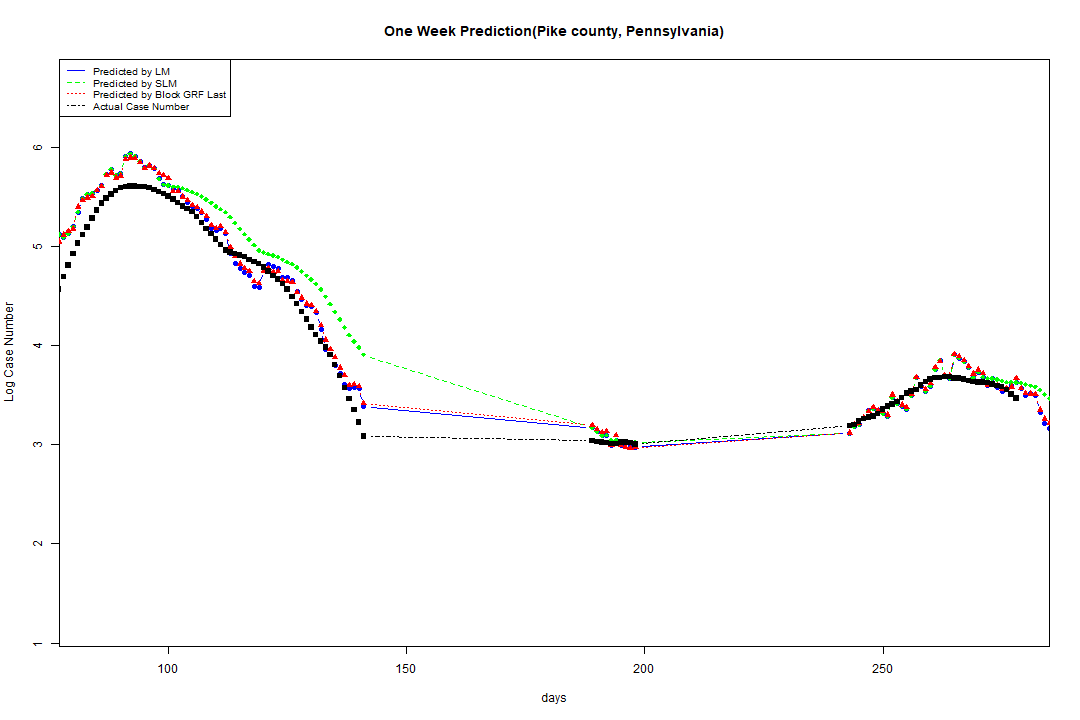 One Week Prediction(Pike county, Pennsylvania)
Predicted by LM
Predicted by SLM
Predicted by Block GRF Last
Actual Case Number
6
5
4
3
2
1
Log Case Number
100 150 200 250
days